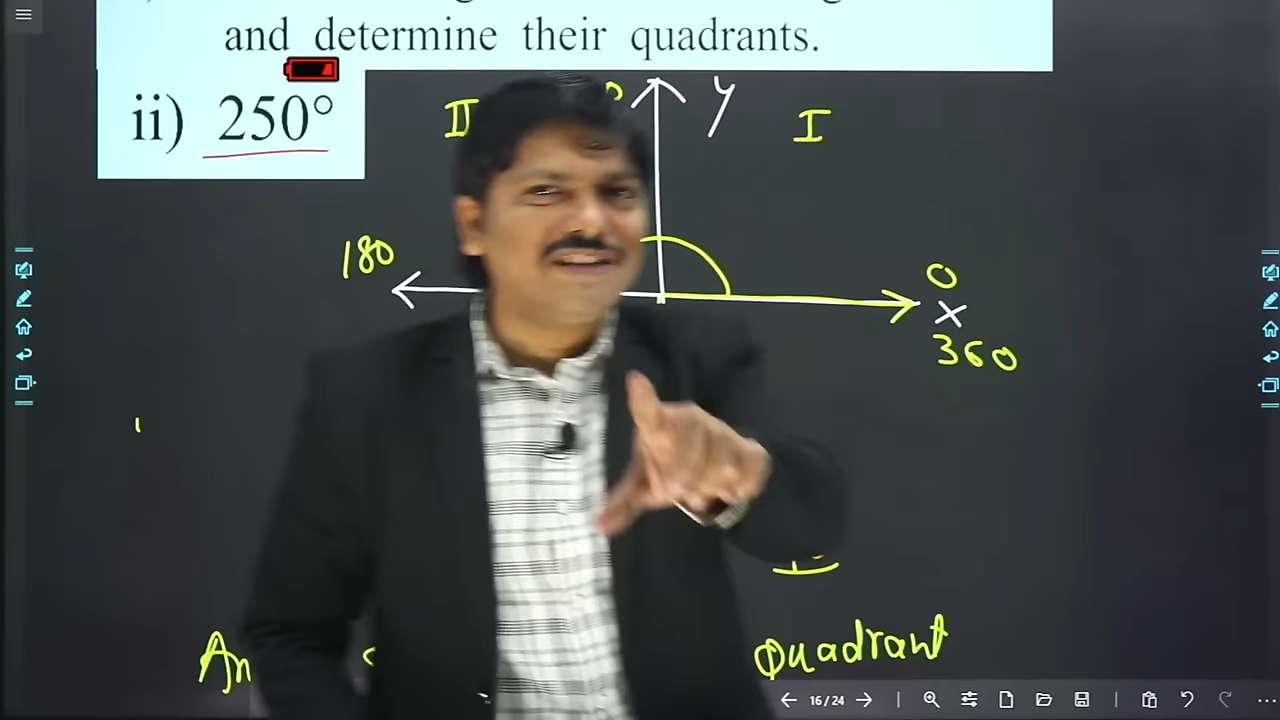 and determine their quadrants.
ii) 250°
II
y
I
180
0
x
360
Quadrant
16/24